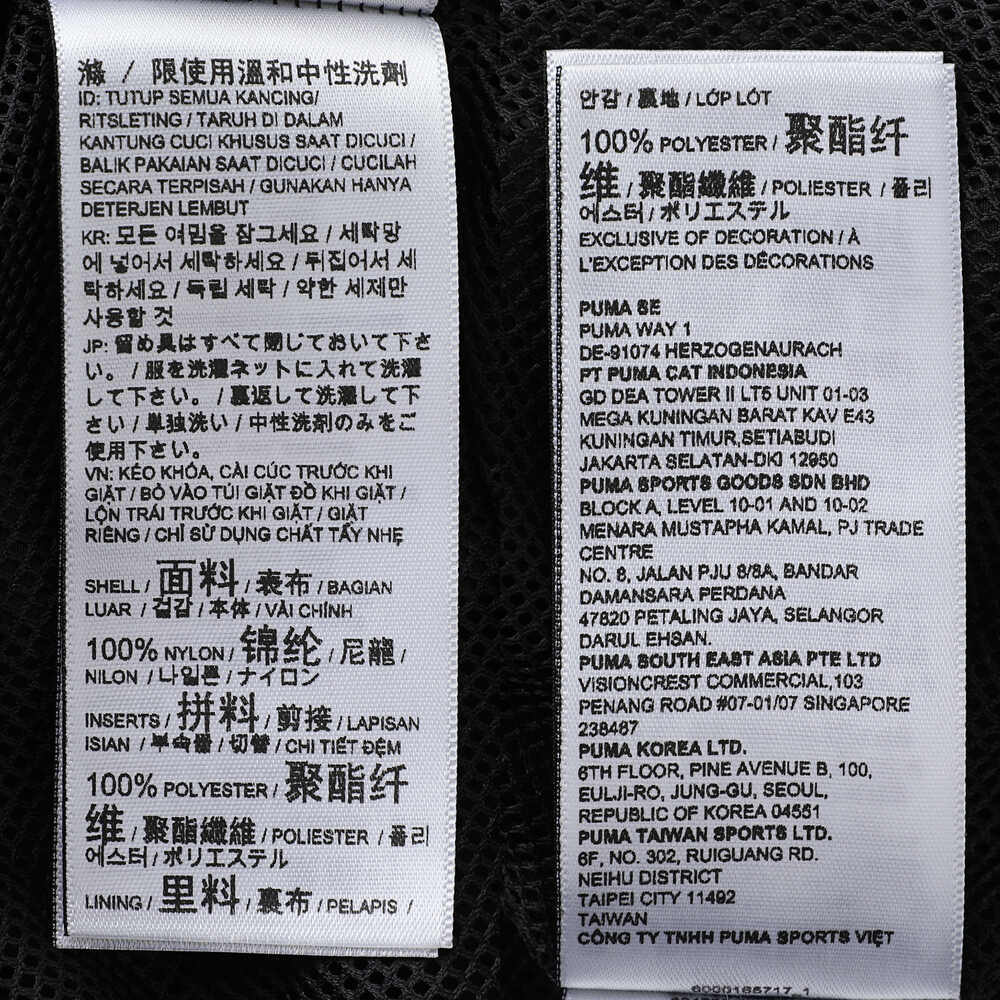 滌 / 限使用溫和中性洗劑
ID: TUTUP SEMUA KANCING/
RITSLETING / TARUH DI DALAM
KANTUNG CUCI KHUSUS SAAT DICUCI /
BALIK PAKAIAN SAAT DICUCI / CUCILAH
SECARA TERPISAH / GUNAKAN HANYA
DETERJEN LEMBUT
KR: 모든 여밈을 잠그세요 / 세탁망
에 넣어서 세탁하세요 / 뒤집어서 세
탁하세요 / 독립 세탁 / 약한 세제만
사용할 것
JP: 留め具はすべて閉じておいて下さ
い。 / 服を洗濯ネットに入れて洗濯
して下さい。 / 裏返して洗濯して下
さい / 単独洗い / 中性洗剤のみをご
使用下さい。
VN: KÉO KHÓA, CÀI CÚC TRƯỚC KHI
GIẶT / BỎ VÀO TÚI GIẶT ĐỒ KHI GIẶT /
LỘN TRÁI TRƯỚC KHI GIẶT / GIẶT
RIÊNG / CHỈ SỬ DỤNG CHẤT TẨY NHẸ
SHELL / 面料 / 表布 / BAGIAN
LUAR / 겉감 / 本体 / VẢI CHÍNH
100% NYLON / 锦纶 / 尼龍 /
NILON / 나일론 / ナイロン
INSERTS / 拼料 / 剪接 / LAPISAN
ISIAN / 부속물 / 切替 / CHI TIẾT ĐỆM
100% POLYESTER / 聚酯纤
维 / 聚酯纖維 / POLIESTER / 폴리
에스터 / ポリエステル
LINING / 里料 / 裏布 / PELAPIS /
안감 / 裏地 / LỚP LÓT
100% POLYESTER / 聚酯纤
维 / 聚酯纖維 / POLIESTER / 폴리
에스터 / ポリエステル
EXCLUSIVE OF DECORATION / À
L'EXCEPTION DES DÉCORATIONS
PUMA SE
PUMA WAY 1
DE-91074 HERZOGENAURACH
PT PUMA CAT INDONESIA
GD DEA TOWER II LT5 UNIT 01-03
MEGA KUNINGAN BARAT KAV E43
KUNINGAN TIMUR,SETIABUDI
JAKARTA SELATAN-DKI 12950
PUMA SPORTS GOODS SDN BHD
BLOCK A, LEVEL 10-01 AND 10-02
MENARA MUSTAPHA KAMAL, PJ TRADE
CENTRE
NO. 8, JALAN PJU 8/8A, BANDAR
DAMANSARA PERDANA
47820 PETALING JAYA, SELANGOR
DARUL EHSAN.
PUMA SOUTH EAST ASIA PTE LTD
VISIONCREST COMMERCIAL,103
PENANG ROAD #07-01/07 SINGAPORE
238467
PUMA KOREA LTD.
6TH FLOOR, PINE AVENUE B, 100,
EULJI-RO, JUNG-GU, SEOUL,
REPUBLIC OF KOREA 04551
PUMA TAIWAN SPORTS LTD.
6F, NO. 302, RUIGUANG RD.
NEIHU DISTRICT
TAIPEI CITY 11492
TAIWAN
CÔNG TY TNHH PUMA SPORTS VIỆT